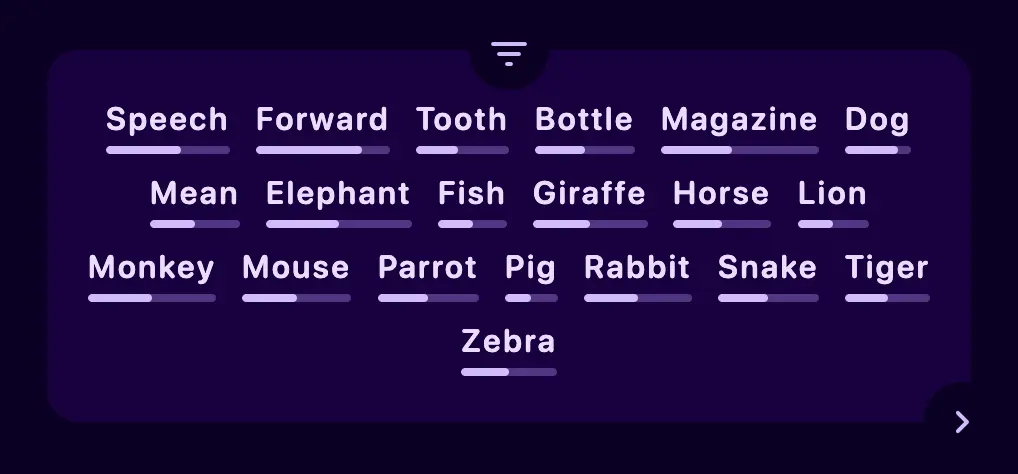 Speech Forward Tooth Bottle Magazine Dog
Mean Elephant Fish Giraffe Horse Lion
Monkey Mouse Parrot Pig Rabbit Snake Tiger
Zebra